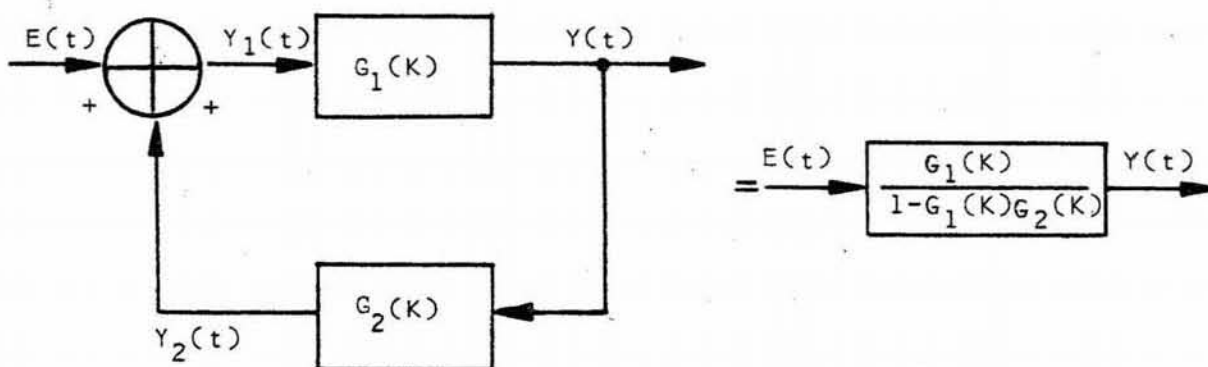 E(t)
Y1(t)
Y(t)
G1(K)
+
+
G2(K)
Y2(t)
=
E(t)
G1(K)
1-G1(K)G2(K)
Y(t)